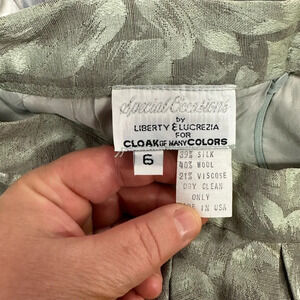 Special Occasions
by
LIBERTY & LUCREZIA
FOR
CLOAK OF MANY COLORS
6
39% SILK
40% WOOL
21% VISCOSE
DRY CLEAN
ONLY
MADE IN USA